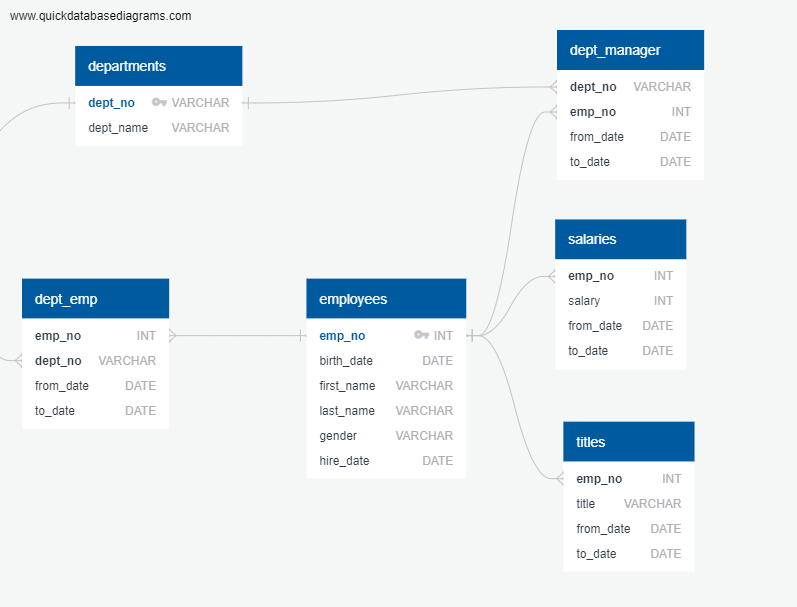 www.quickdatabasediagrams.com
departments
dept_no VARCHAR
dept_name VARCHAR
dept_manager
dept_no VARCHAR
emp_no INT
from_date DATE
to_date DATE
salaries
emp_no INT
salary INT
from_date DATE
to_date DATE
dept_emp
emp_no INT
dept_no VARCHAR
from_date DATE
to_date DATE
employees
emp_no INT
birth_date DATE
first_name VARCHAR
last_name VARCHAR
gender VARCHAR
hire_date DATE
titles
emp_no INT
title VARCHAR
from_date DATE
to_date DATE